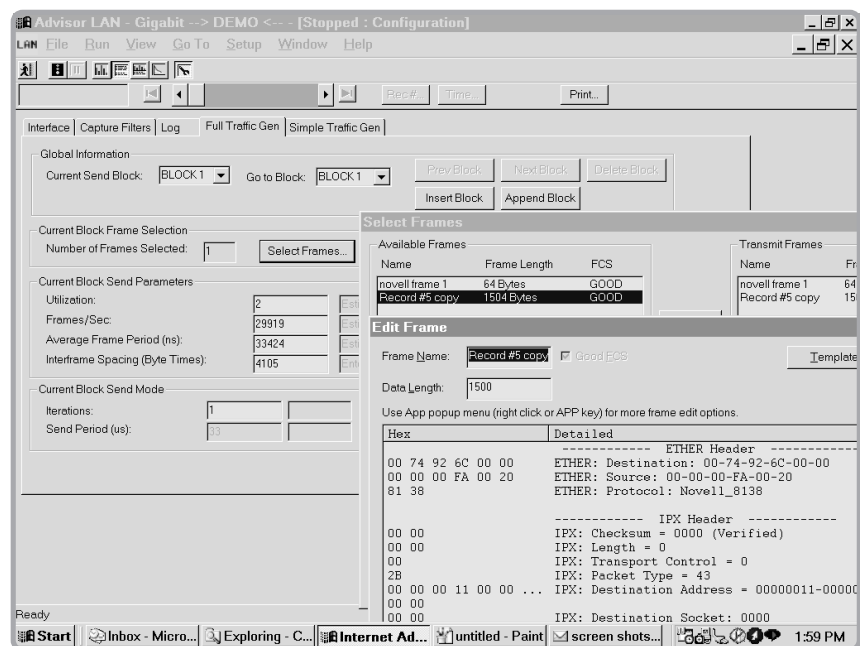 Advisor LAN - Gigabit --> DEMO <-- - [Stopped : Configuration]
LAN File Run View Go To Setup Window Help
Rec#... Time... Print...
Interface Capture Filters Log Full Traffic Gen Simple Traffic Gen
Global Information
Current Send Block: BLOCK 1 Go to Block: BLOCK 1 Prev Block Next Block Delete Block
Insert Block Append Block
Current Block Frame Selection
Number of Frames Selected: 1 Select Frames...
Current Block Send Parameters
Utilization: 2
Frames/Sec: 29919
Average Frame Period (ns): 33424
Interframe Spacing (Byte Times): 4105
Current Block Send Mode
Iterations: 1
Send Period (us): 33
Select Frames
Available Frames Transmit Frames
Name Frame Length FCS Name
novell frame 1 64 Bytes GOOD novell frame 1 64
Record #5 copy 1504 Bytes GOOD Record #5 copy 15
Edit Frame
Frame Name: Record #5 copy Good FCS Template
Data Length: 1500
Use App popup menu (right click or APP key) for more frame edit options.
Hex Detailed
------------ ETHER Header ------------
00 74 92 6C 00 00 ETHER: Destination: 00-74-92-6C-00-00
00 00 00 FA 00 20 ETHER: Source: 00-00-00-FA-00-20
81 38 ETHER: Protocol: Novell_8138
------------ IPX Header ------------
00 00 IPX: Checksum = 0000 (Verified)
00 00 IPX: Length = 0
00 IPX: Transport Control = 0
2B IPX: Packet Type = 43
00 00 00 11 00 00 ... IPX: Destination Address = 00000011-00000
00 00
00 00 IPX: Destination Socket: 0000
Ready
Start Inbox - Micro... Exploring - C... Internet Ad... untitled - Paint screen shots... 1:59 PM